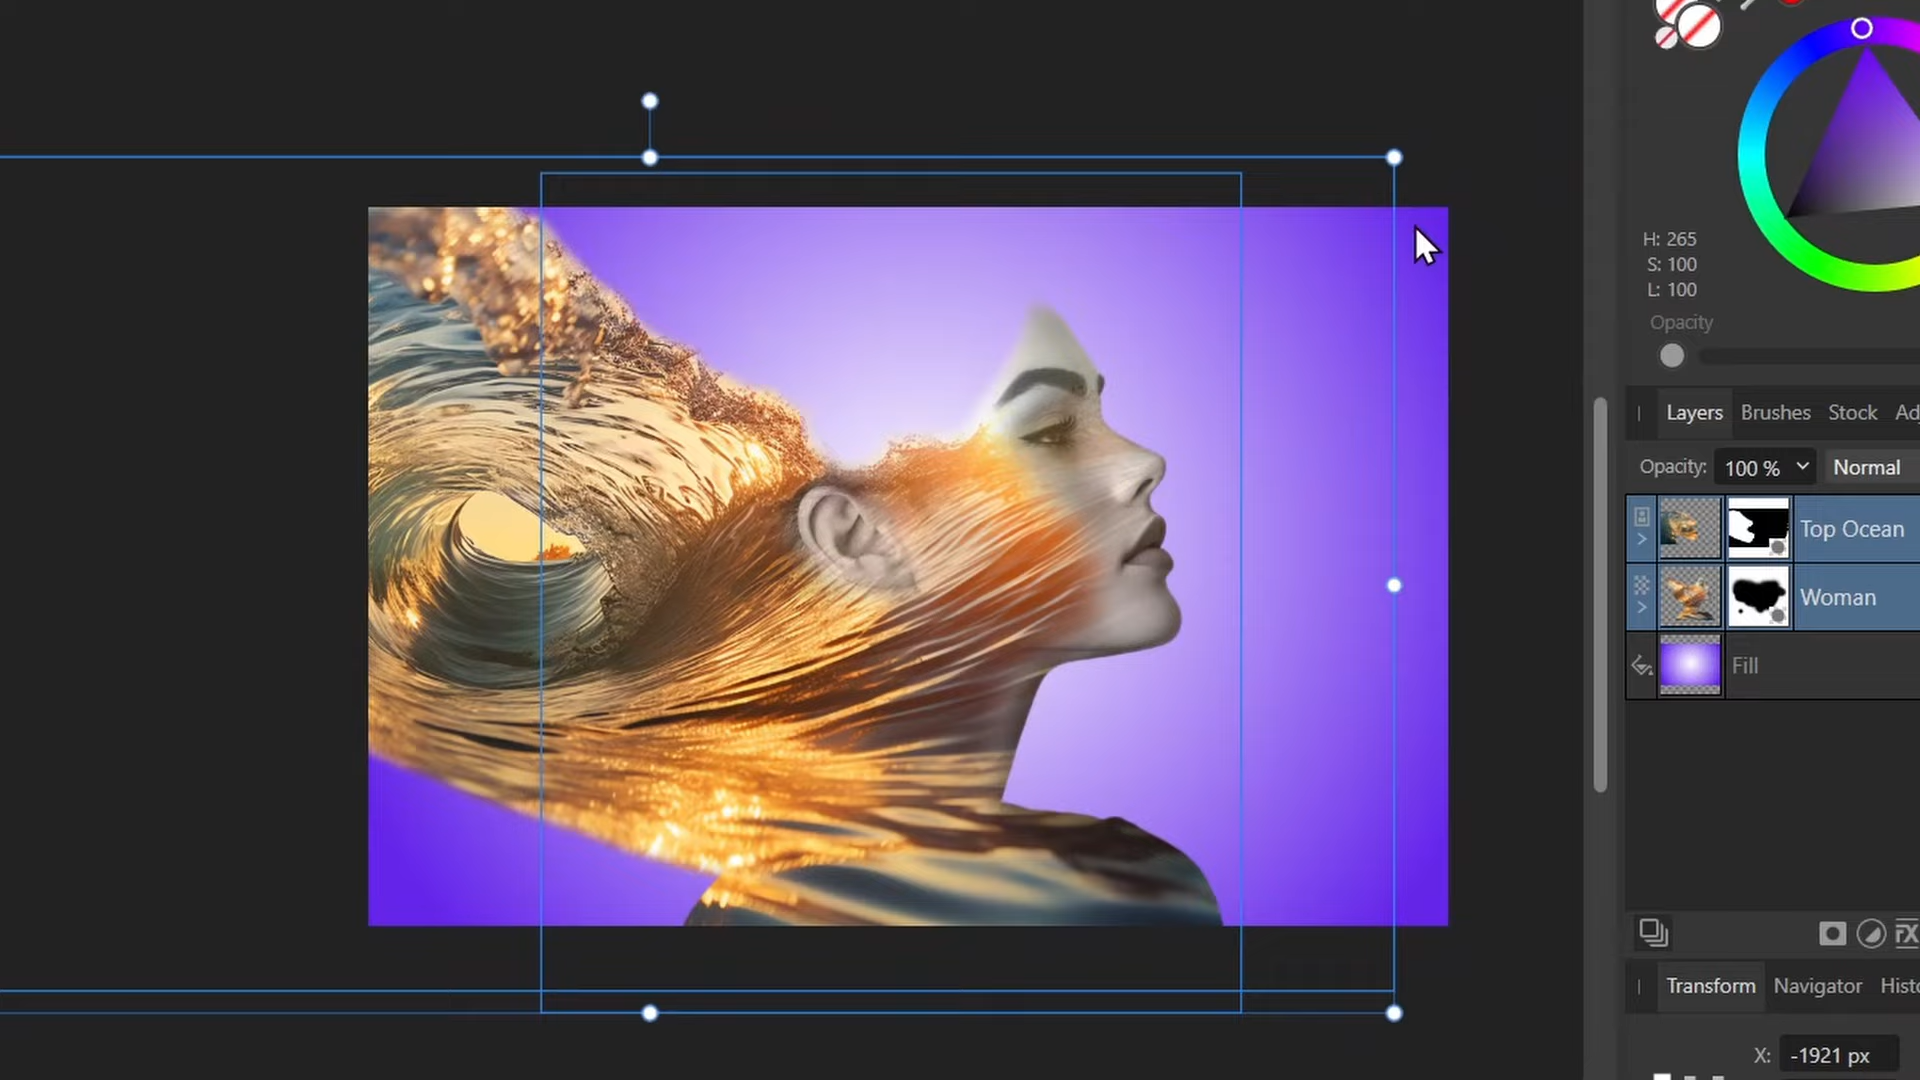 H: 265
S: 100
L: 100
Opacity
Layers Brushes Stock Ad
Opacity: 100 % Normal
Top Ocean
Woman
Fill
Transform Navigator Histo
X: -1921 px